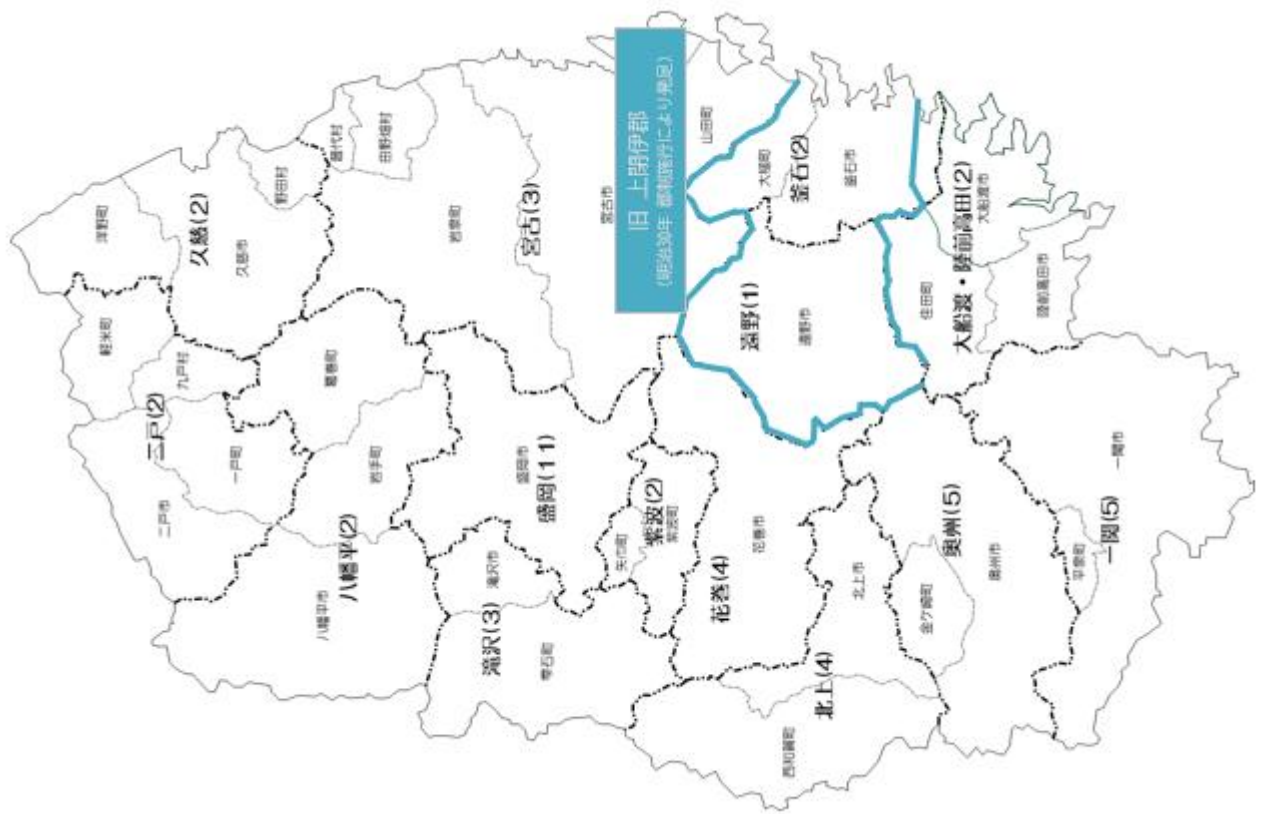 旧 上閉伊郡
(明治30年 郡制施行により発足)
洋野町
久慈(2)
久慈市
野田村
普代村
田野畑村
軽米町
九戸村
二戸(2)
二戸市
一戸町
葛巻町
岩手町
八幡平(2)
八幡平市
岩泉町
宮古(3)
宮古市
山田町
盛岡市
盛岡(11)
滝沢市
滝沢(3)
雫石町
矢巾町
紫波(2)
紫波町
大槌町
釜石(2)
釜石市
遠野(1)
遠野市
花巻市
花巻(4)
北上市
北上(4)
西和賀町
住田町
大船渡・陸前高田(2)
大船渡市
陸前高田市
奥州(5)
奥州市
金ケ崎町
平泉町
一関(5)
一関市